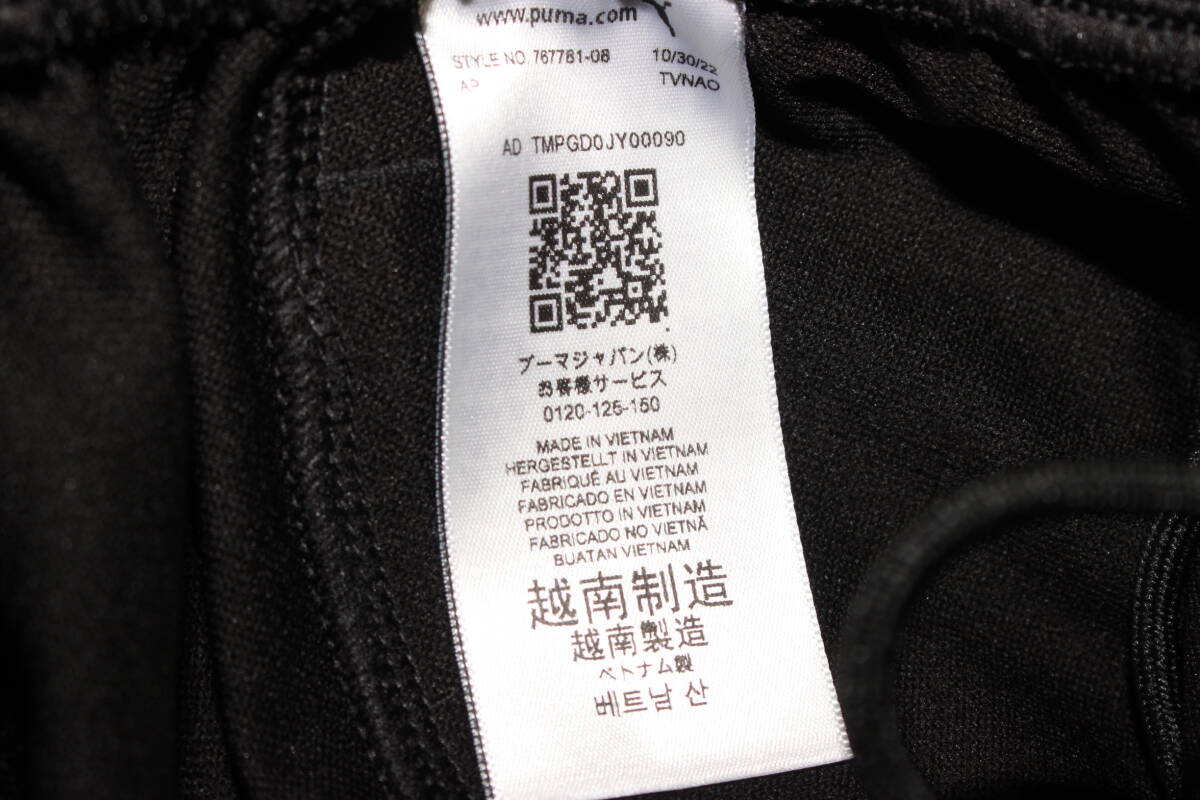 www.puma.com
STYLE NO. 767781-08 10/30/22
AP TVNAO
AD TMPGD0JY00090
プーマジャパン(株)
お客様サービス
0120-125-150
MADE IN VIETNAM
HERGESTELLT IN VIETNAM
FABRIQUÉ AU VIETNAM
FABRICADO EN VIETNAM
PRODOTTO IN VIETNAM
FABRICADO NO VIETNÃ
BUATAN VIETNAM
越南制造
越南製造
ベトナム製
베트남 산